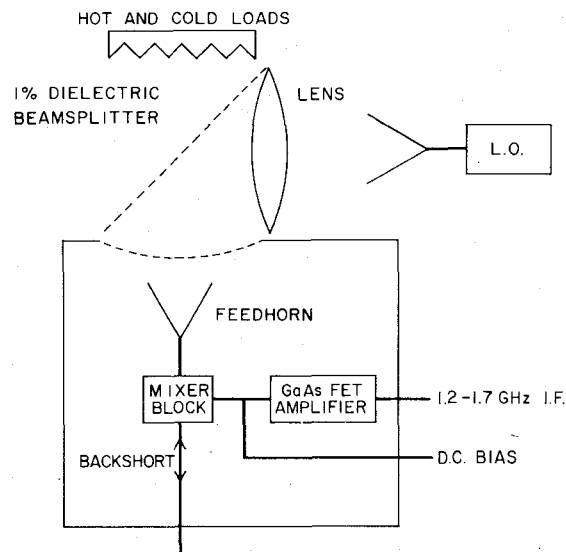 HOT AND COLD LOADS
1% DIELECTRIC
BEAMSPLITTER
LENS
L.O.
FEEDHORN
MIXER
BLOCK
GaAs FET
AMPLIFIER
1.2-1.7 GHz I.F.
BACKSHORT
D.C. BIAS